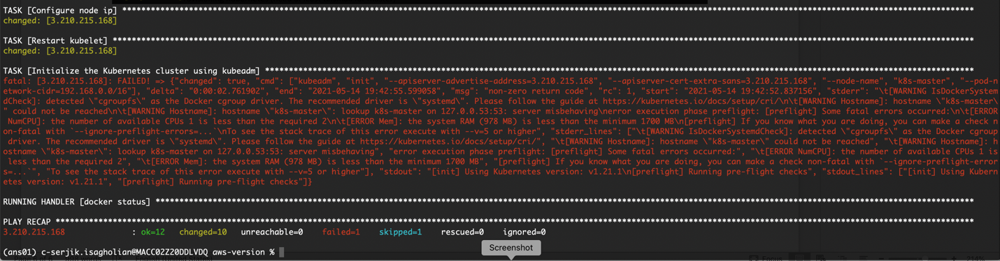 TASK [Configure node ip] ****************************************************************************************************************************************************************************************
changed: [3.210.215.168]
TASK [Restart kubelet] ******************************************************************************************************************************************************************************************
changed: [3.210.215.168]
TASK [Initialize the Kubernetes cluster using kubeadm] **********************************************************************************************************************************************************
fatal: [3.210.215.168]: FAILED! => {"changed": true, "cmd": ["kubeadm", "init", "--apiserver-advertise-address=3.210.215.168", "--apiserver-cert-extra-sans=3.210.215.168", "--node-name", "k8s-master", "--pod-n
etwork-cidr=192.168.0.0/16"], "delta": "0:00:02.761902", "end": "2021-05-14 19:42:55.599058", "msg": "non-zero return code", "rc": 1, "start": "2021-05-14 19:42:52.837156", "stderr": "\t[WARNING IsDockerSystem
dCheck]: detected \"cgroupfs\" as the Docker cgroup driver. The recommended driver is \"systemd\". Please follow the guide at https://kubernetes.io/docs/setup/cri/\n\t[WARNING Hostname]: hostname \"k8s-master\
" could not be reached\n\t[WARNING Hostname]: hostname \"k8s-master\": lookup k8s-master on 127.0.0.53:53: server misbehaving\nerror execution phase preflight: [preflight] Some fatal errors occurred:\n\t[ERROR
NumCPU]: the number of available CPUs 1 is less than the required 2\n\t[ERROR Mem]: the system RAM (978 MB) is less than the minimum 1700 MB\n[preflight] If you know what you are doing, you can make a check n
on-fatal with `--ignore-preflight-errors=...`\nTo see the stack trace of this error execute with --v=5 or higher", "stderr_lines": ["\t[WARNING IsDockerSystemdCheck]: detected \"cgroupfs\" as the Docker cgroup
driver. The recommended driver is \"systemd\". Please follow the guide at https://kubernetes.io/docs/setup/cri/", "\t[WARNING Hostname]: hostname \"k8s-master\" could not be reached", "\t[WARNING Hostname]: h
ostname \"k8s-master\": lookup k8s-master on 127.0.0.53:53: server misbehaving", "error execution phase preflight: [preflight] Some fatal errors occurred:", "\t[ERROR NumCPU]: the number of available CPUs 1 is
less than the required 2", "\t[ERROR Mem]: the system RAM (978 MB) is less than the minimum 1700 MB", "[preflight] If you know what you are doing, you can make a check non-fatal with `--ignore-preflight-error
s=...`", "To see the stack trace of this error execute with --v=5 or higher"], "stdout": "[init] Using Kubernetes version: v1.21.1\n[preflight] Running pre-flight checks", "stdout_lines": ["[init] Using Kubern
etes version: v1.21.1", "[preflight] Running pre-flight checks"]}
RUNNING HANDLER [docker status] *********************************************************************************************************************************************************************************
PLAY RECAP ******************************************************************************************************************************************************************************************************
3.210.215.168 : ok=12 changed=10 unreachable=0 failed=1 skipped=1 rescued=0 ignored=0
(ans01) c-serjik.isagholian@MACC02Z20DDLVDQ aws-version %
Screenshot
Focus
214%